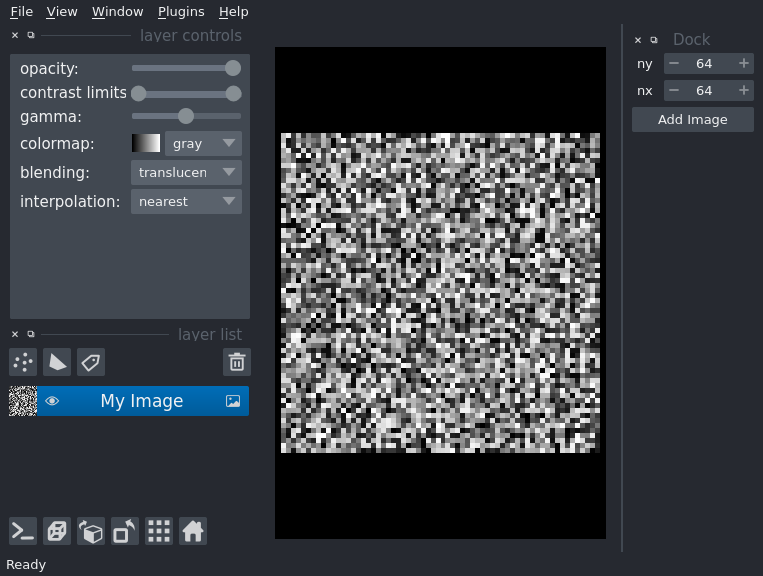 File View Window Plugins Help
layer controls
opacity:
contrast limits
gamma:
colormap: gray
blending: translucen
interpolation: nearest
layer list
My Image
Ready
Dock
ny 64
nx 64
Add Image